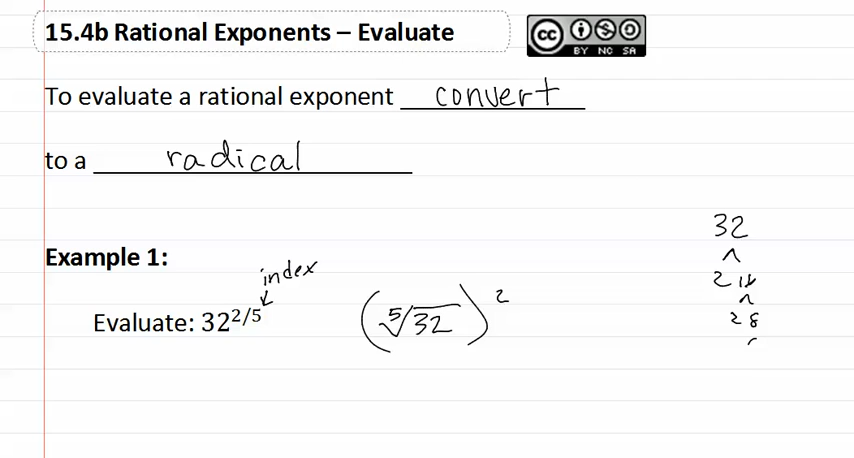 15.4b Rational Exponents – Evaluate
cc BY NC SA
To evaluate a rational exponent convert
to a radical
Example 1:
index
Evaluate: 32^{2/5} (⁵√32)²
32
2 16
2 8